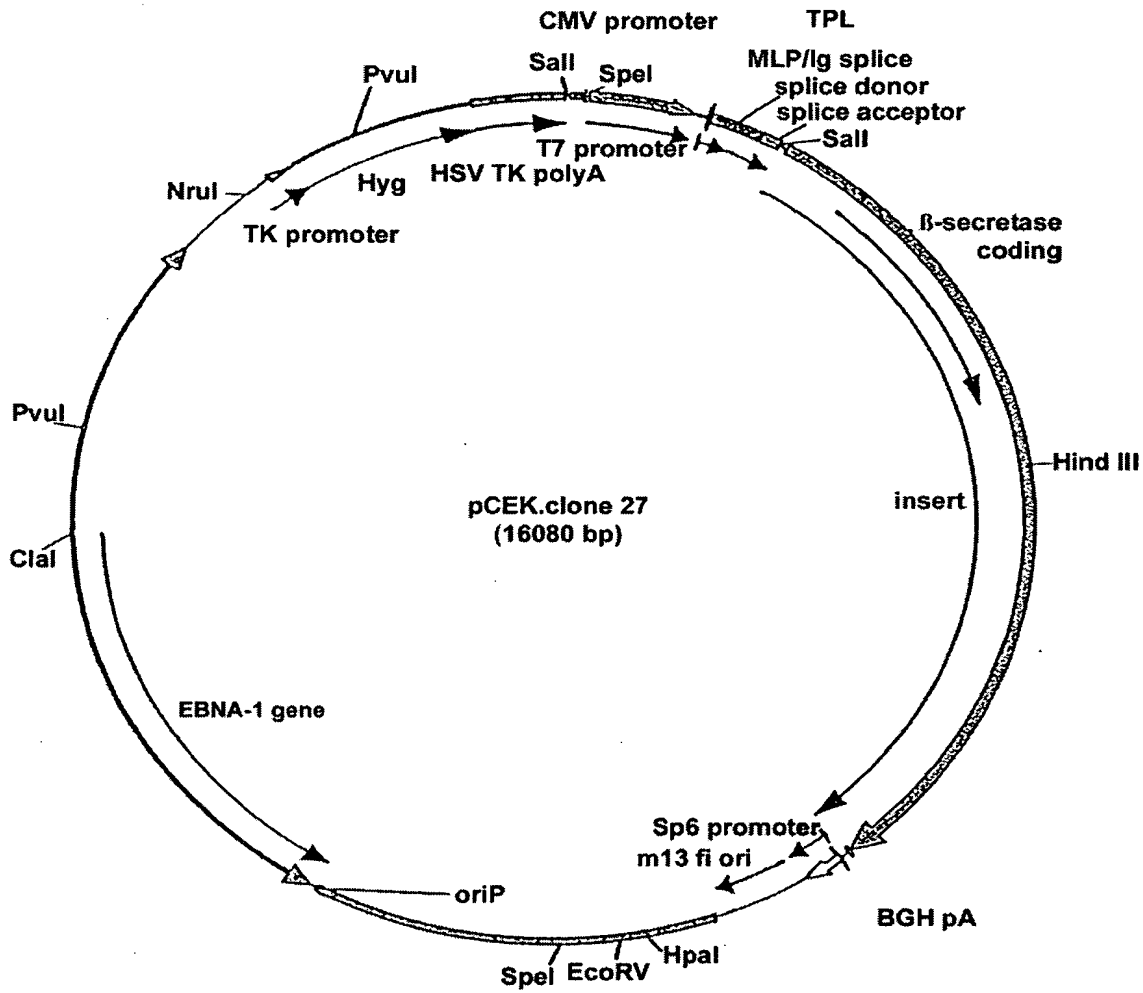 CMV promoter
TPL
MLP/Ig splice
splice donor
splice acceptor
SalI
PvuI
SalI
SpeI
T7 promoter
HSV TK polyA
Hyg
NruI
TK promoter
ß-secretase
coding
PvuI
Hind III
insert
pCEK.clone 27
(16080 bp)
ClaI
EBNA-1 gene
Sp6 promoter
m13 fi ori
oriP
BGH pA
HpaI
EcoRV
SpeI